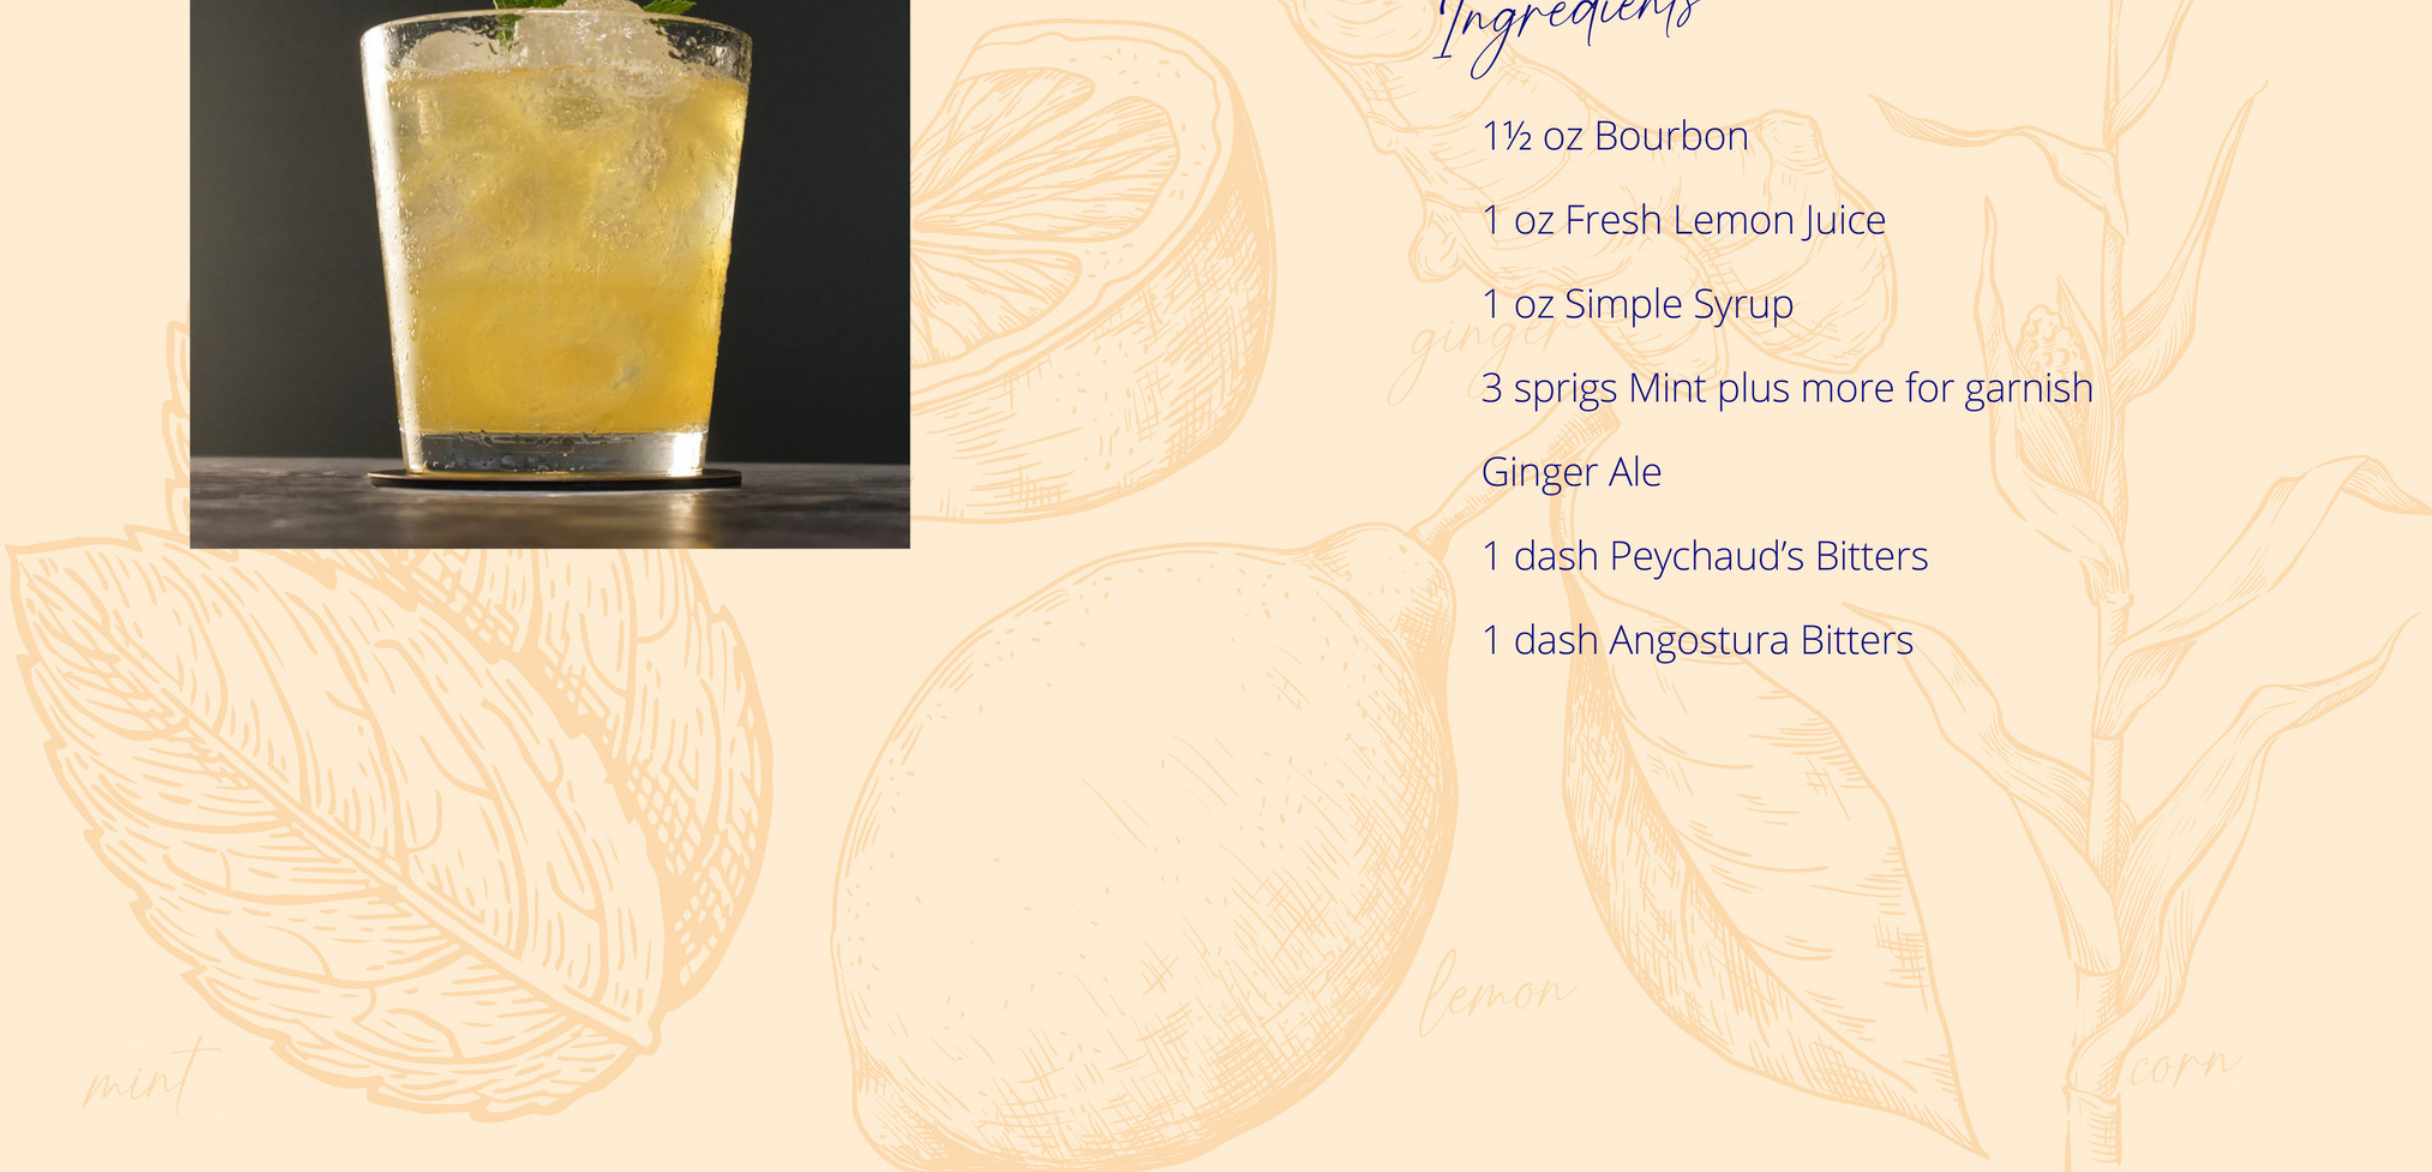 Ingredients
1½ oz Bourbon
1 oz Fresh Lemon Juice
1 oz Simple Syrup
ginger
3 sprigs Mint plus more for garnish
Ginger Ale
1 dash Peychaud’s Bitters
1 dash Angostura Bitters
lemon
mint
corn